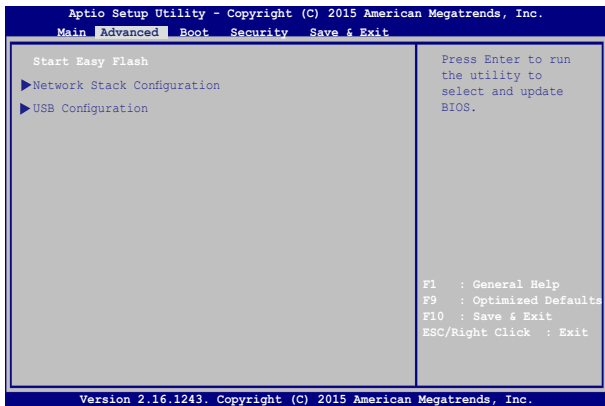 Aptio Setup Utility - Copyright (C) 2015 American Megatrends, Inc.
Main Advanced Boot Security Save & Exit
Start Easy Flash
Network Stack Configuration
USB Configuration
Press Enter to run
the utility to
select and update
BIOS.
F1 : General Help
F9 : Optimized Defaults
F10 : Save & Exit
ESC/Right Click : Exit
Version 2.16.1243. Copyright (C) 2015 American Megatrends, Inc.